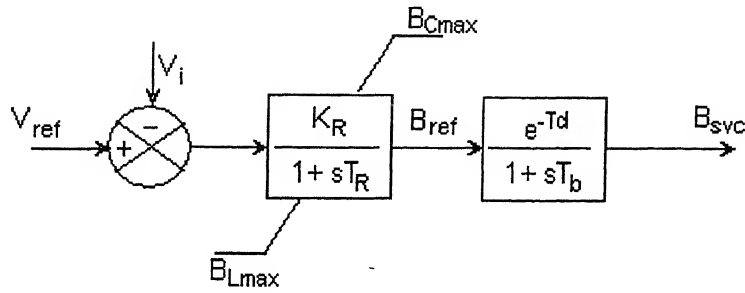 B_Cmax
V_i
V_ref
+
−
K_R
1 + sT_R
B_ref
e^-Td
1 + sT_b
B_svc
B_Lmax